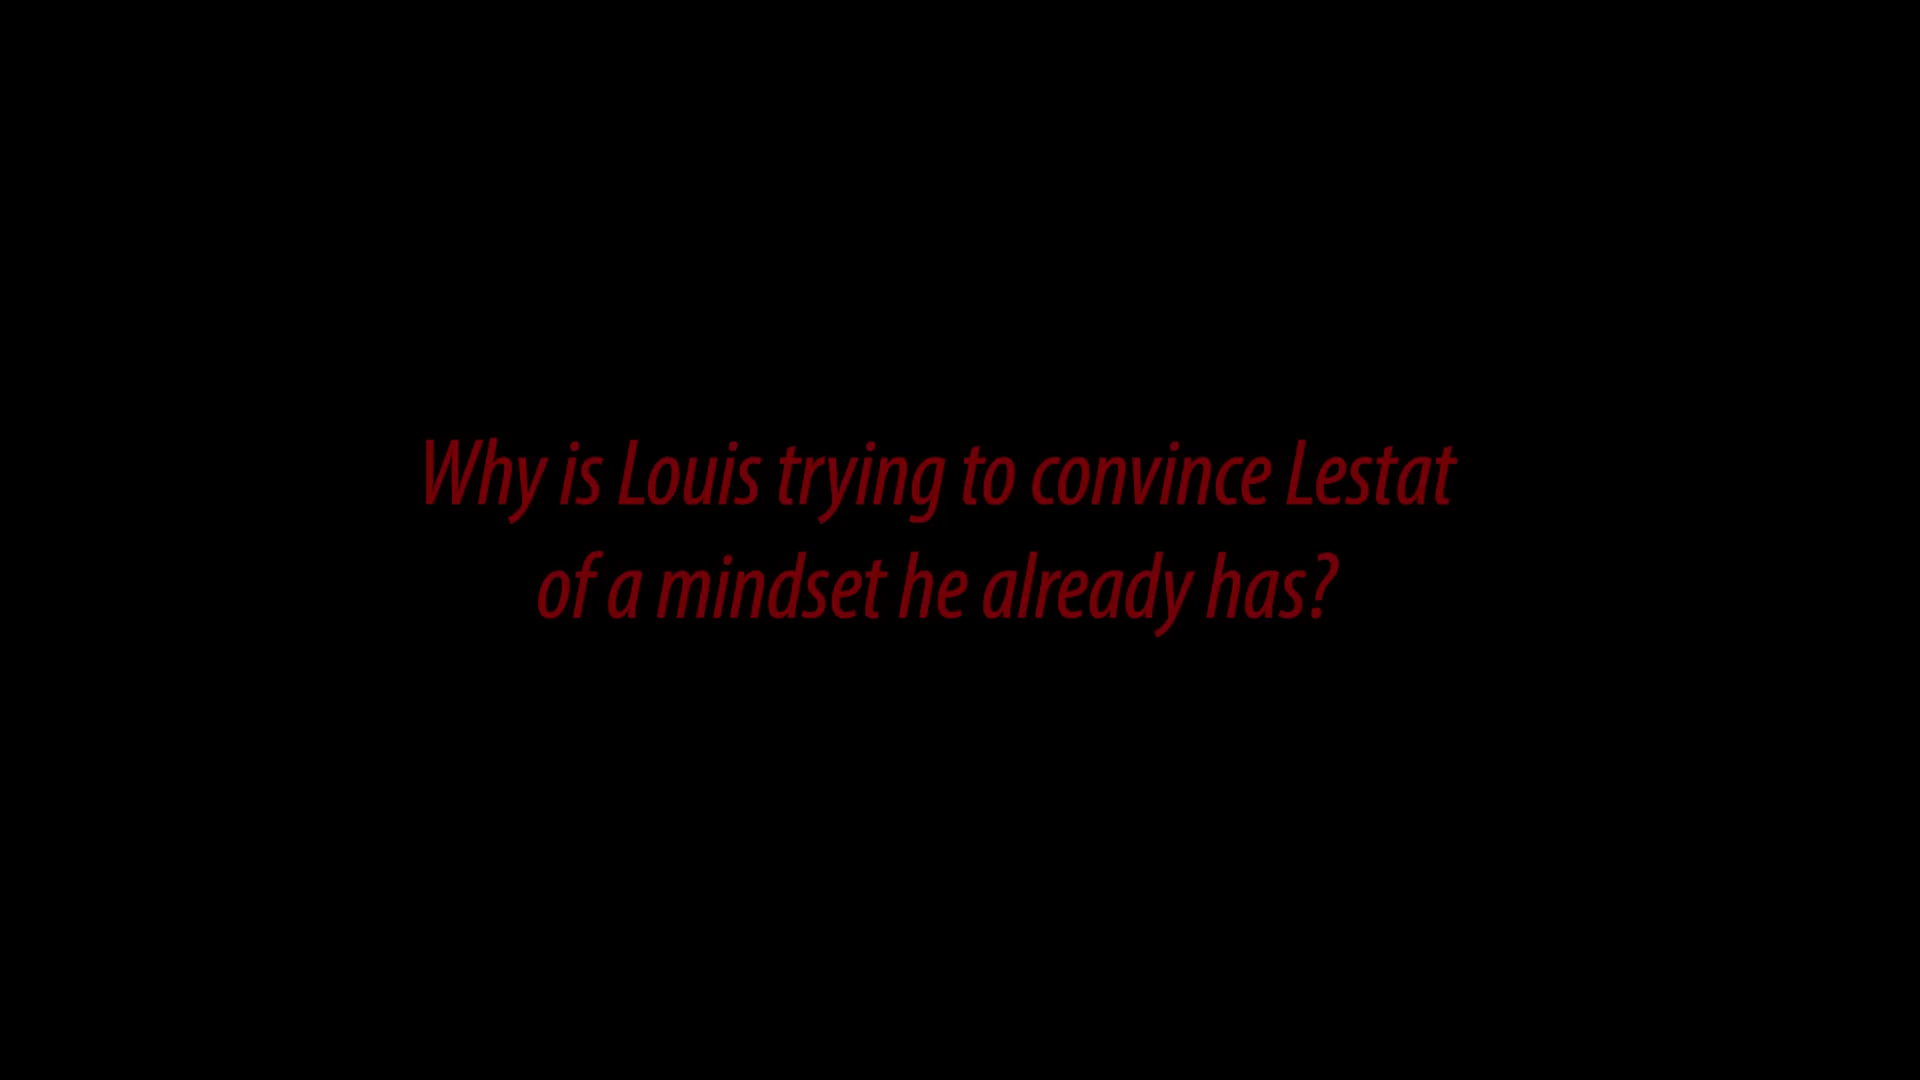 Why is Louis trying to convince Lestat
of a mindset he already has?